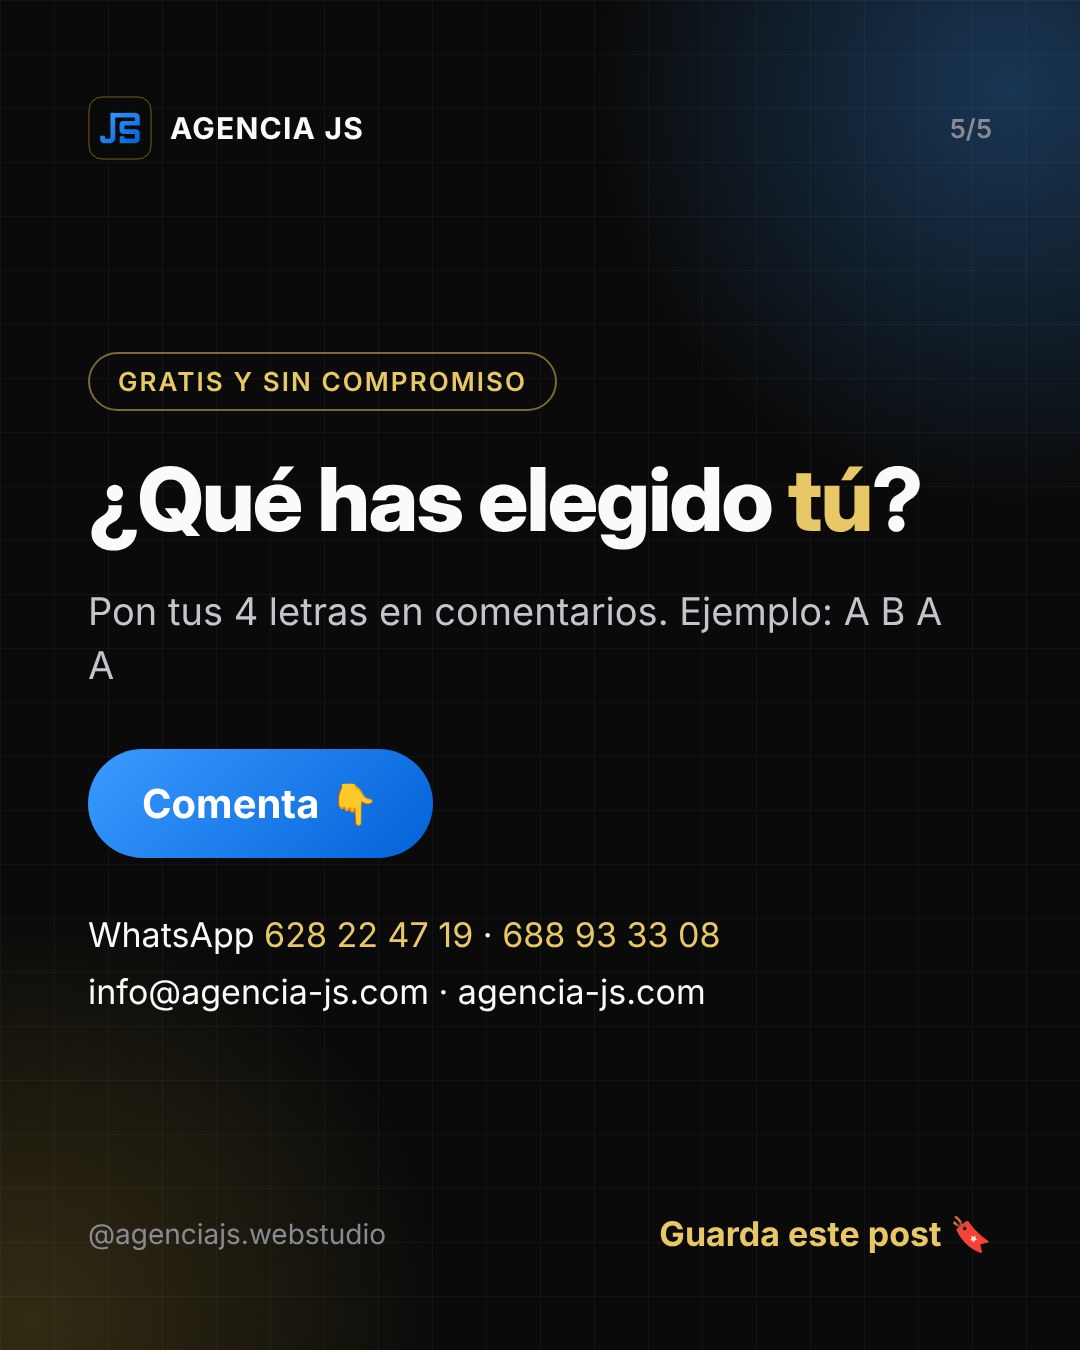 JS AGENCIA JS
5/5
GRATIS Y SIN COMPROMISO
¿Qué has elegido tú?
Pon tus 4 letras en comentarios. Ejemplo: A B A
A
Comenta 👇
WhatsApp 628 22 47 19 · 688 93 33 08
info@agencia-js.com · agencia-js.com
@agenciajs.webstudio
Guarda este post 🔖